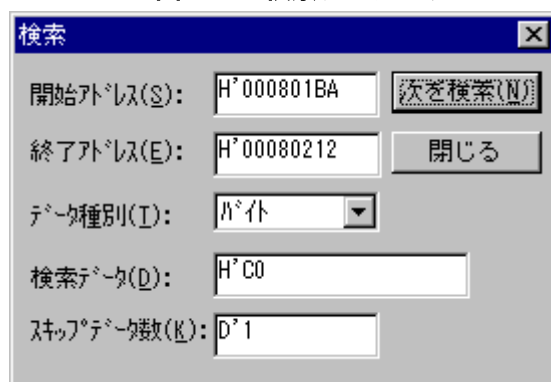 検索
開始アドレス(S): H'000801BA 次を検索(N)
終了アドレス(E): H'00080212 閉じる
データ種別(T): バイト
検索データ(D): H'C0
スキップデータ数(K): D'1